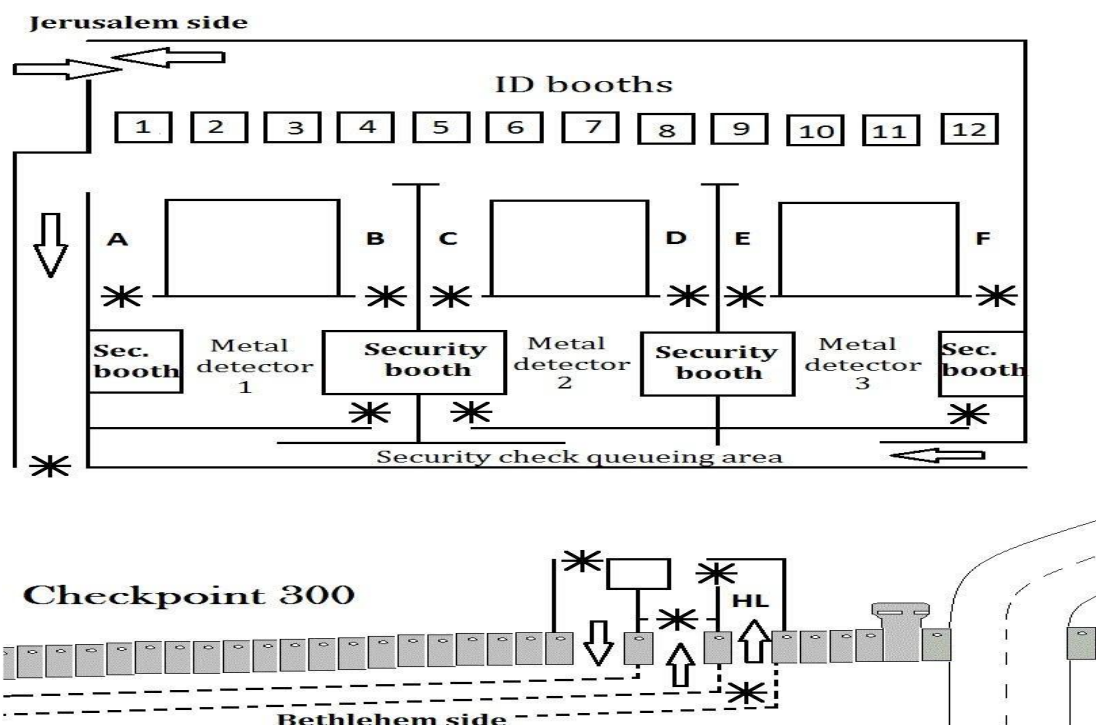 Jerusalem side
ID booths
1 2 3 4 5 6 7 8 9 10 11 12
A B C D E F
Sec.
booth
Metal
detector
1
Security
booth
Metal
detector
2
Security
booth
Metal
detector
3
Sec.
booth
Security check queueing area
Checkpoint 300
HL
Bethlehem side